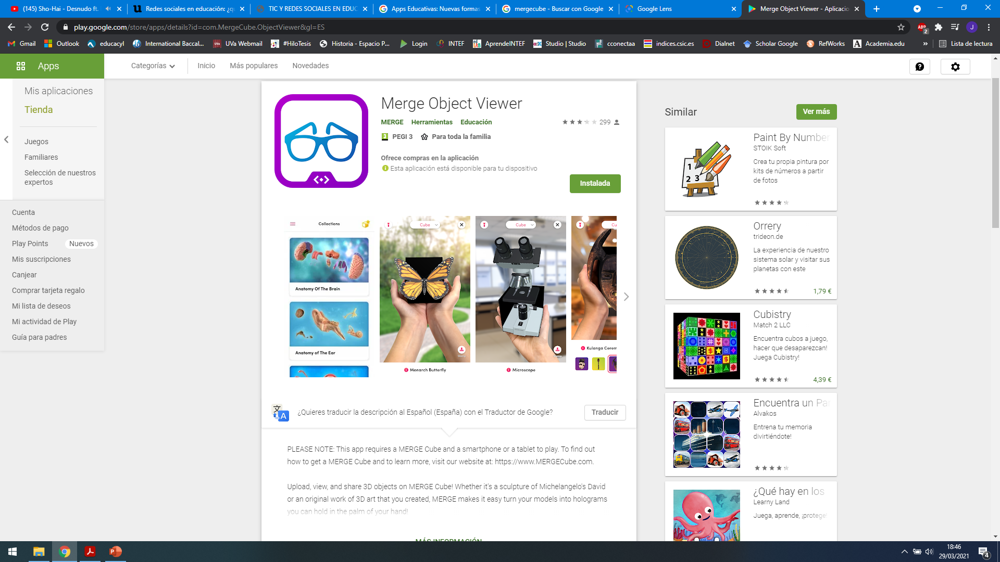 (145) Sho-Hai - Desnudo ft.
Redes sociales en educación: ¿qu
TIC Y REDES SOCIALES EN EDUC
Apps Educativas: Nuevas formas
mergecube - Buscar con Google
Google Lens
Merge Object Viewer - Aplicacio
play.google.com/store/apps/details?id=com.MergeCube.ObjectViewer&gl=ES
ABP
2
J
Gmail
Outlook
educacyl
International Baccal...
UVa Webmail
#HiloTesis
Historia - Espacio P...
Login
INTEF
AprendeINTEF
Studio | Studio
cconectaa
indices.csic.es
Dialnet
Scholar Google
RefWorks
Academia.edu
»
Lista de lectura
Apps
Categorías
Inicio
Más populares
Novedades
Mis aplicaciones
Tienda
Juegos
Familiares
Selección de nuestros
expertos
Cuenta
Métodos de pago
Play Points
Nuevos
Mis suscripciones
Canjear
Comprar tarjeta regalo
Mi lista de deseos
Mi actividad de Play
Guía para padres
Merge Object Viewer
MERGE
Herramientas
Educación
299
3
PEGI 3
Para toda la familia
Ofrece compras en la aplicación
Esta aplicación está disponible para tu dispositivo
Instalada
Collections
Anatomy Of The Brain
Anatomy of The Ear
Cube
Stamp
Monarch Butterfly
Cube
Stamp
Microscope
Cu
Kulanga Cerem
¿Quieres traducir la descripción al Español (España) con el Traductor de Google?
Traducir
PLEASE NOTE: This app requires a MERGE Cube and a smartphone or a tablet to play. To find out
how to get a MERGE Cube and to learn more, visit our website at: https://www.MERGECube.com.
Upload, view, and share 3D objects on MERGE Cube! Whether it's a sculpture of Michelangelo's David
or an original work of 3D art that you created, MERGE makes it easy turn your models into holograms
you can hold in the palm of your hand!
MÁS INFORMACIÓN
Similar
Ver más
Paint By Number
STOIK Soft
Crea tu propia pintura por
kits de números a partir
de fotos
1
2 3
Orrery
trideon.de
La experiencia de nuestro
sistema solar y visitar sus
planetas con este
1,79 €
Cubistry
Match 2 LLC
Encuentra cubos a juego,
hacer que desaparezcan!
Juega Cubistry!
4,39 €
Encuentra un Par
Alvakos
Entrena tu memoria
divirtiéndote!
¿Qué hay en los
Learny Land
Juega, aprende, ¡protege!
18:46
29/03/2021
4